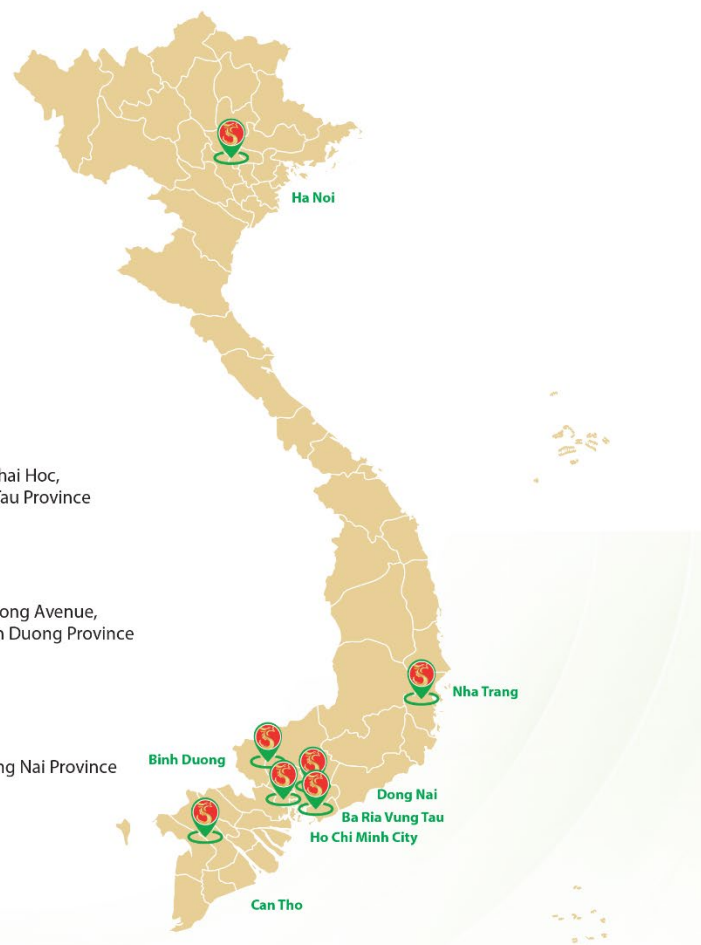 Ha Noi
hai Hoc,
Tau Province
ong Avenue,
h Duong Province
Nha Trang
Binh Duong
ng Nai Province
Dong Nai
Ba Ria Vung Tau
Ho Chi Minh City
Can Tho